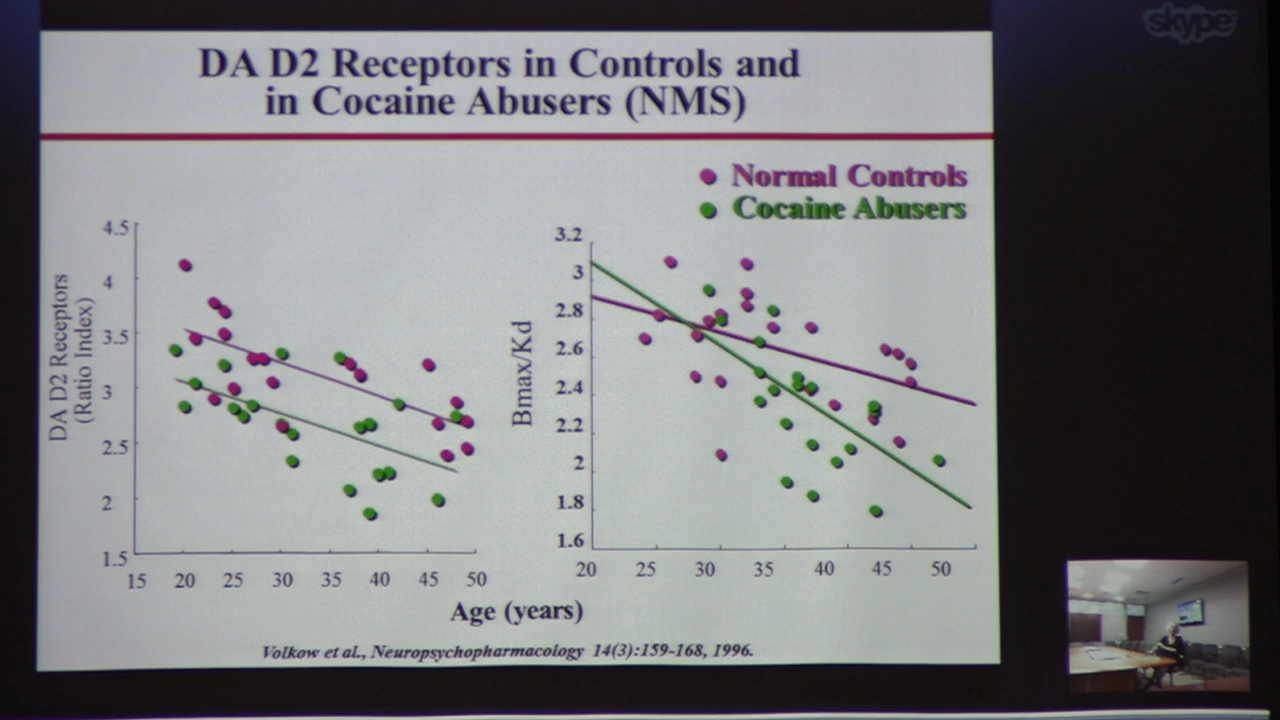 skype
DA D2 Receptors in Controls and
in Cocaine Abusers (NMS)
Normal Controls
Cocaine Abusers
DA D2 Receptors
(Ratio Index)
4.5
4
3.5
3
2.5
2
1.5
15 20 25 30 35 40 45 50
Bmax/Kd
3.2
3
2.8
2.6
2.4
2.2
2
1.8
1.6
20 25 30 35 40 45 50
Age (years)
Volkow et al., Neuropsychopharmacology 14(3):159-168, 1996.